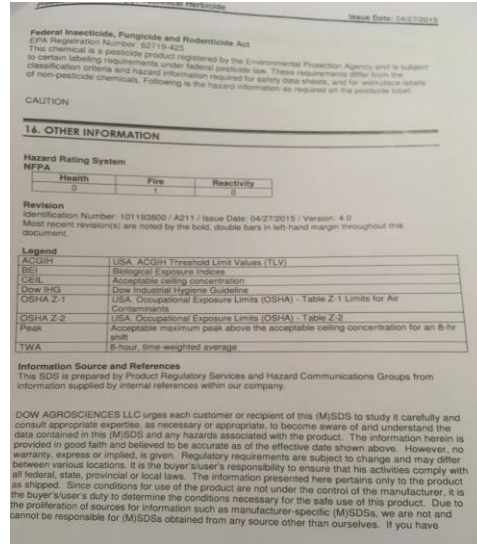 Technical Herbicide
Issue Date: 04/27/2015
Federal Insecticide, Fungicide and Rodenticide Act
EPA Registration Number: 62719-425
This chemical is a pesticide product registered by the Environmental Protection Agency and is subject
to certain labeling requirements under federal pesticide law. These requirements differ from the
classification criteria and hazard information required for safety data sheets, and for workplace labels
of non-pesticide chemicals. Following is the hazard information as required on the pesticide label:
CAUTION
16. OTHER INFORMATION
Hazard Rating System
NFPA
Health Fire Reactivity
0 1 0
Revision
Identification Number: 101193800 / A211 / Issue Date: 04/27/2015 / Version: 4.0
Most recent revision(s) are noted by the bold, double bars in left-hand margin throughout this
document.
Legend
ACGIH USA. ACGIH Threshold Limit Values (TLV)
BEI Biological Exposure Indices
CEIL Acceptable ceiling concentration
Dow IHG Dow Industrial Hygiene Guideline
OSHA Z-1 USA. Occupational Exposure Limits (OSHA) - Table Z-1 Limits for Air
Contaminants
OSHA Z-2 USA. Occupational Exposure Limits (OSHA) - Table Z-2
Peak Acceptable maximum peak above the acceptable ceiling concentration for an 8-hr
shift
TWA 8-hour, time-weighted average
Information Source and References
This SDS is prepared by Product Regulatory Services and Hazard Communications Groups from
information supplied by internal references within our company.
DOW AGROSCIENCES LLC urges each customer or recipient of this (M)SDS to study it carefully and
consult appropriate expertise, as necessary or appropriate, to become aware of and understand the
data contained in this (M)SDS and any hazards associated with the product. The information herein is
provided in good faith and believed to be accurate as of the effective date shown above. However, no
warranty, express or implied, is given. Regulatory requirements are subject to change and may differ
between various locations. It is the buyer's/user's responsibility to ensure that his activities comply with
all federal, state, provincial or local laws. The information presented here pertains only to the product
as shipped. Since conditions for use of the product are not under the control of the manufacturer, it is
the buyer's/user's duty to determine the conditions necessary for the safe use of this product. Due to
the proliferation of sources for information such as manufacturer-specific (M)SDSs, we are not and
cannot be responsible for (M)SDSs obtained from any source other than ourselves. If you have